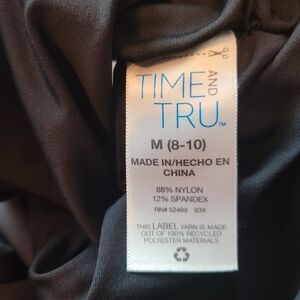 TIME AND
TRU™
M (8-10)
MADE IN/HECHO EN
CHINA
88% NYLON
12% SPANDEX
RN# 52469 93X
THIS LABEL YARN IS MADE
OUT OF 100% RECYCLED
POLYESTER MATERIALS